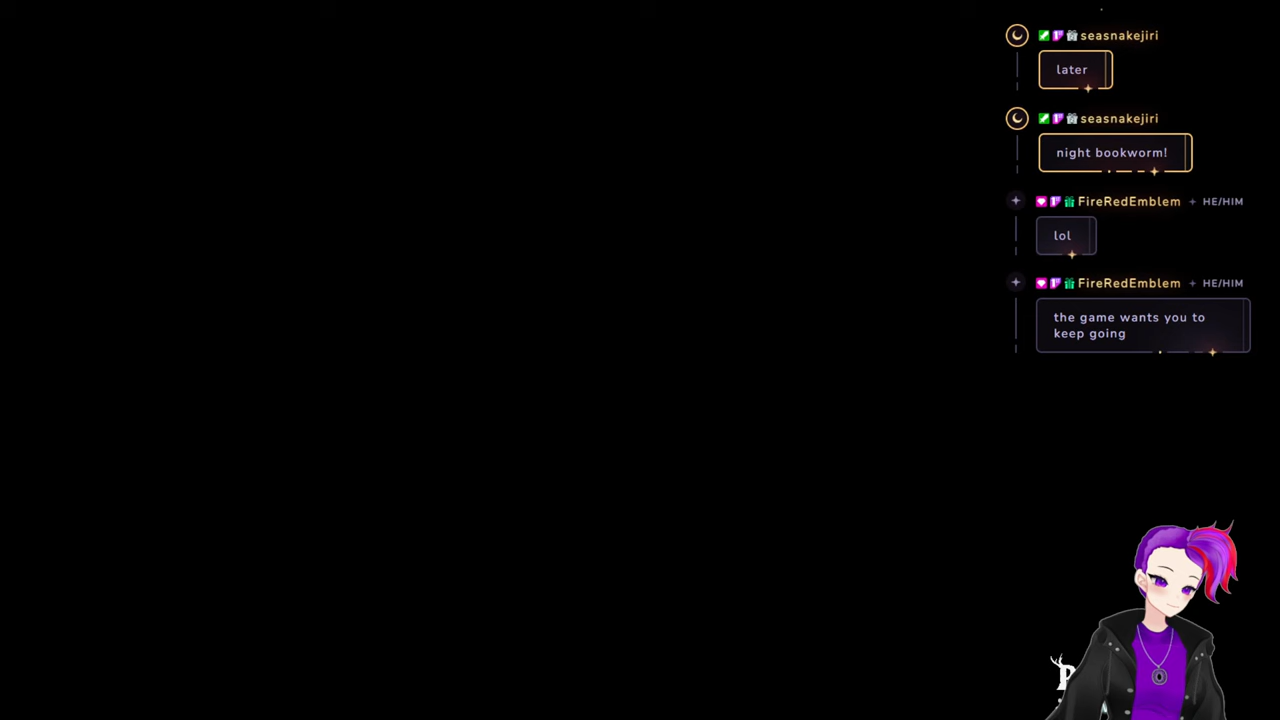 seasnakejiri
later
seasnakejiri
night bookworm!
FireRedEmblem HE/HIM
lol
FireRedEmblem HE/HIM
the game wants you to
keep going
P